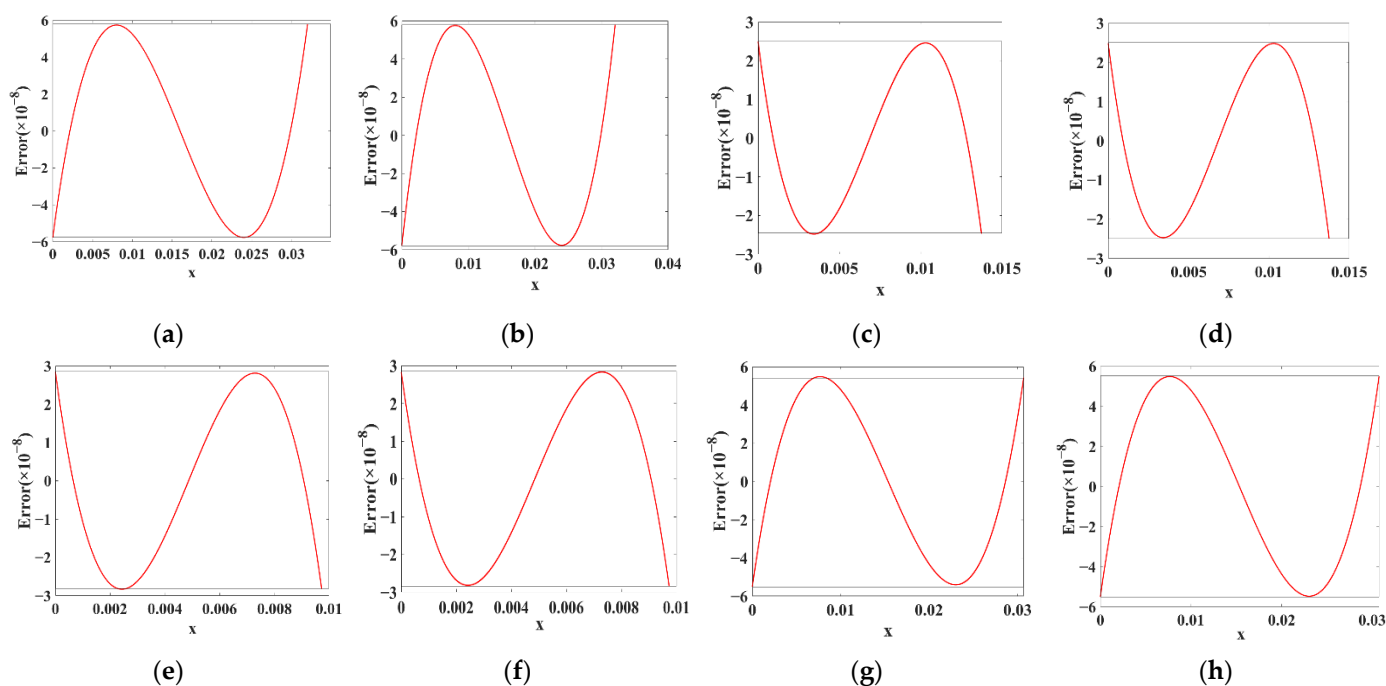 6
4
2
0
−2
−4
−6
Error(×10−8)
0 0.005 0.01 0.015 0.02 0.025 0.03
x
(a)
6
4
2
0
−2
−4
−6
Error(×10−8)
0 0.01 0.02 0.03 0.04
x
(b)
3
2
1
0
−1
−2
−3
Error(×10−8)
0 0.005 0.01 0.015
x
(c)
3
2
1
0
−1
−2
−3
Error(×10−8)
0 0.005 0.01 0.015
x
(d)
3
2
1
0
−1
−2
−3
Error(×10−8)
0 0.002 0.004 0.006 0.008 0.01
x
(e)
3
2
1
0
−1
−2
−3
Error(×10−8)
0 0.002 0.004 0.006 0.008 0.01
x
(f)
6
4
2
0
−2
−4
−6
Error(×10−8)
0 0.01 0.02 0.03
x
(g)
6
4
2
0
−2
−4
−6
Error(×10−8)
0 0.01 0.02 0.03
x
(h)